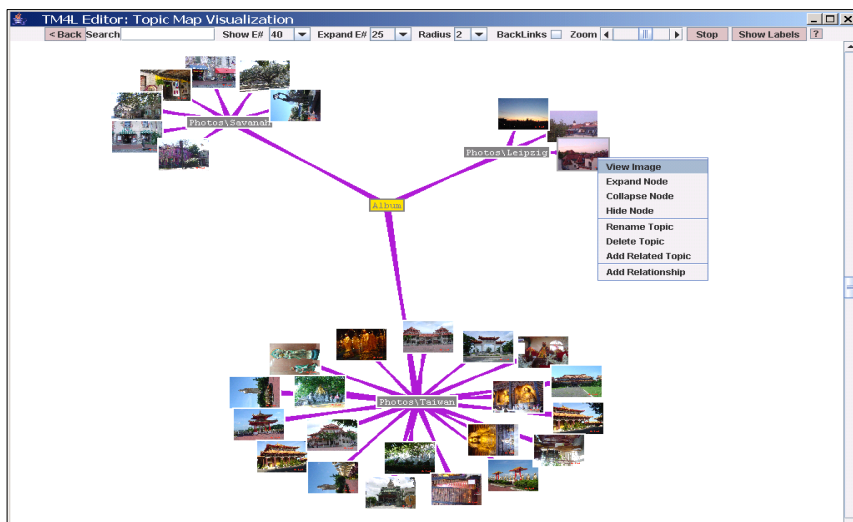 TM4L Editor: Topic Map Visualization
< Back Search Show E# 40 Expand E# 25 Radius 2 BackLinks Zoom Stop Show Labels ?
Photos\Savanah
Photos\Leipzig
View Image
Expand Node
Collapse Node
Hide Node
Rename Topic
Delete Topic
Add Related Topic
Add Relationship
Album
Photos\Taiwan